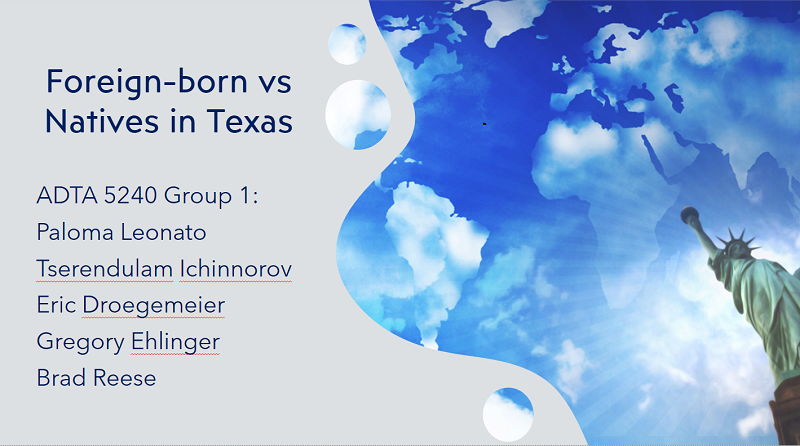 Foreign-born vs
Natives in Texas
ADTA 5240 Group 1:
Paloma Leonato
Tserendulam Ichinnorov
Eric Droegemeier
Gregory Ehlinger
Brad Reese